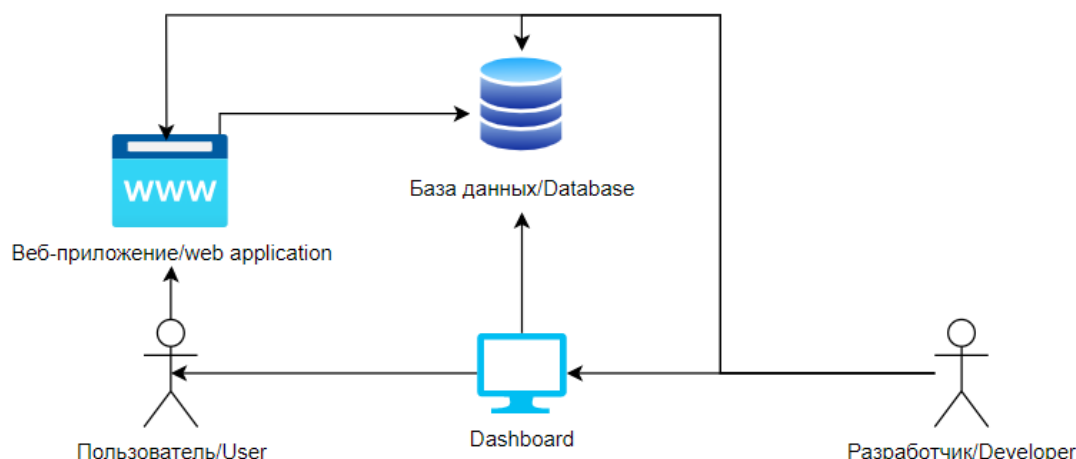 WWW
База данных/Database
Веб-приложение/web application
Dashboard
Пользователь/User
Разработчик/Developer